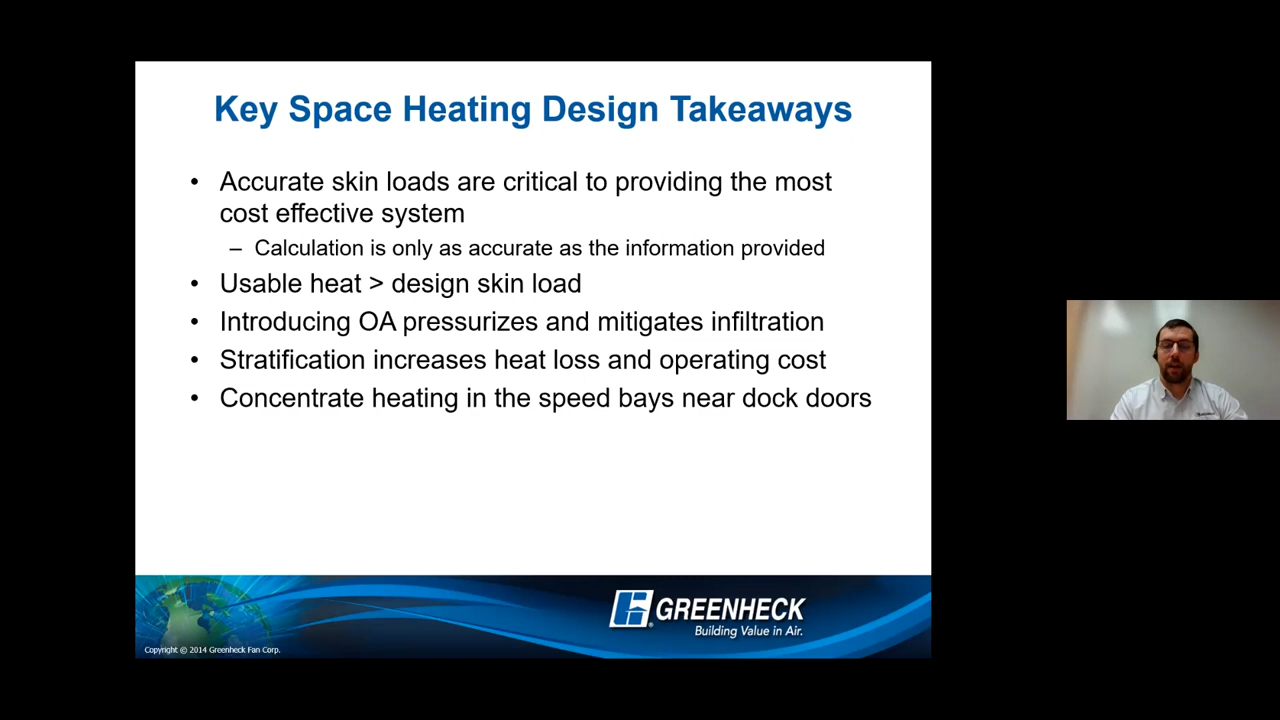 Key Space Heating Design Takeaways
• Accurate skin loads are critical to providing the most
cost effective system
– Calculation is only as accurate as the information provided
• Usable heat > design skin load
• Introducing OA pressurizes and mitigates infiltration
• Stratification increases heat loss and operating cost
• Concentrate heating in the speed bays near dock doors
GREENHECK
Building Value in Air.
Copyright © 2014 Greenheck Fan Corp.